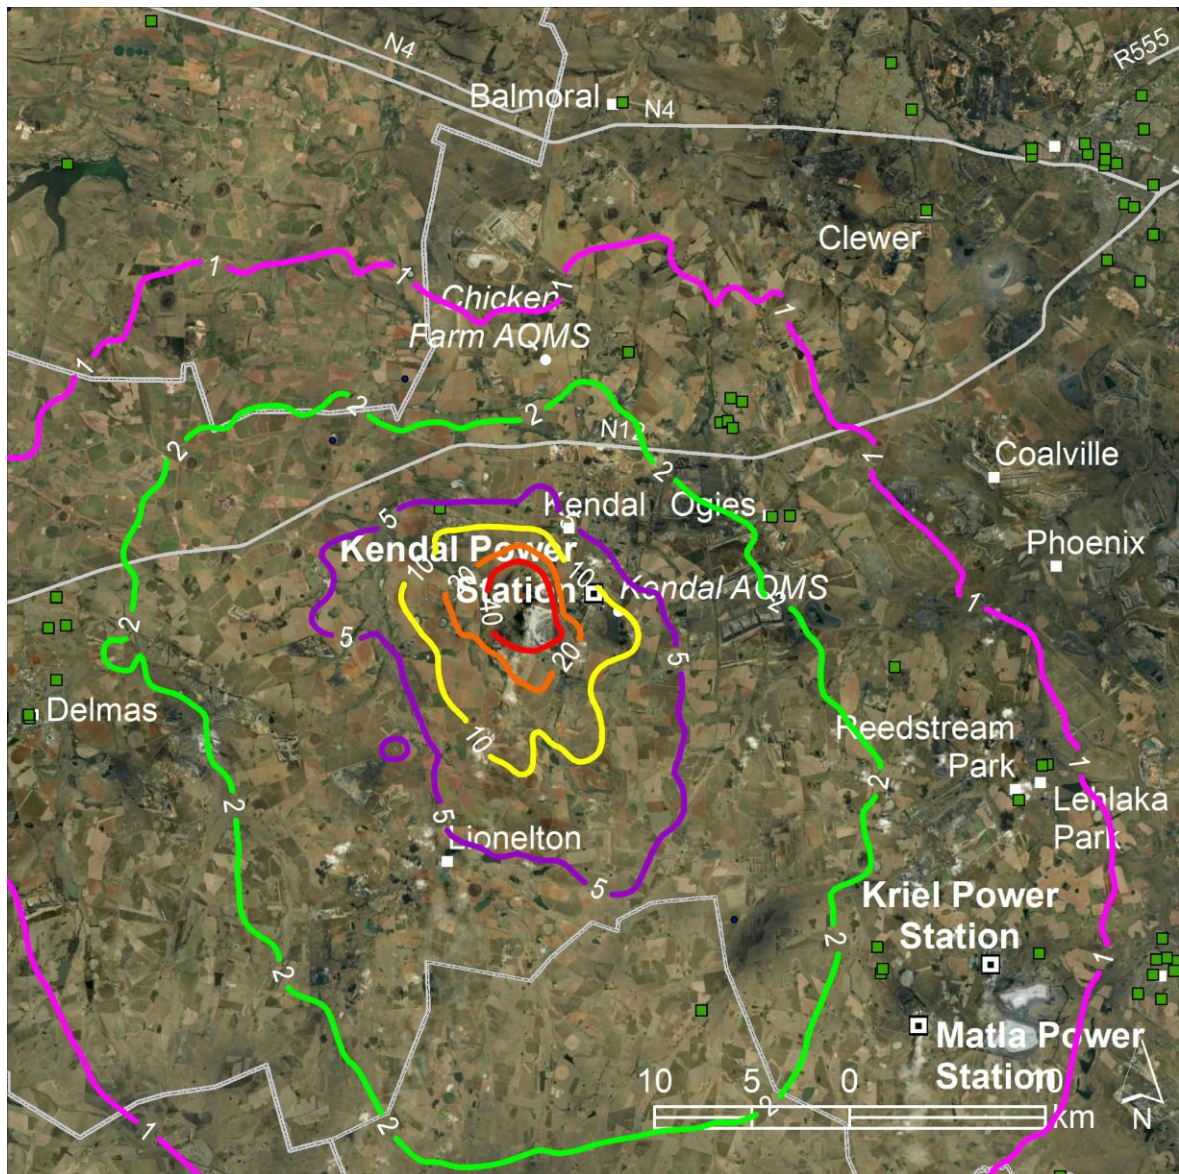 N4
R555
Balmoral
N4
Clewer
1
1
1
Chicken
Farm AQMS
1
1
2
2
2
N12
2
1
Coalville
5
Kendal
Ogies
5
Phoenix
Kendal Power
Station
10
20
10
40
Kendal AQMS
2
1
2
5
5
20
Delmas
10
Reedstream
Park
1
2
2
Lehlaka
Park
5
Lionelton
5
Kriel Power
Station
2
1
2
Matla Power
Station
10
5
0
10
km
2
2
1
N